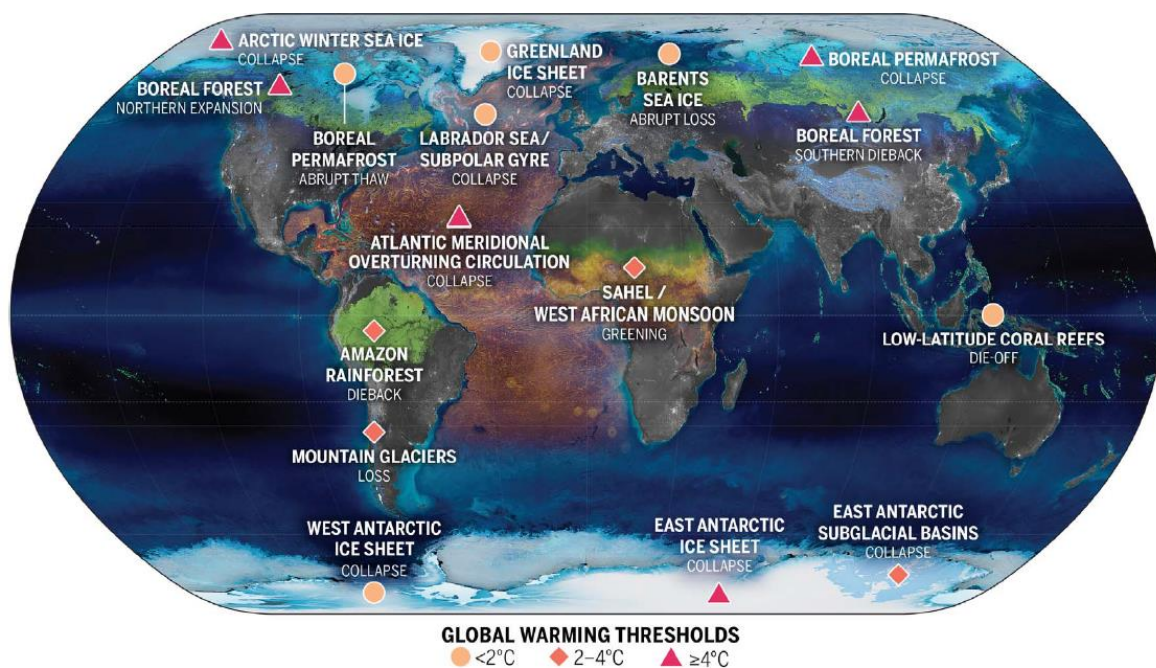 ARCTIC WINTER SEA ICE
COLLAPSE
BOREAL FOREST
NORTHERN EXPANSION
BOREAL
PERMAFROST
ABRUPT THAW
GREENLAND
ICE SHEET
COLLAPSE
LABRADOR SEA/
SUBPOLAR GYRE
COLLAPSE
BARENTS
SEA ICE
ABRUPT LOSS
BOREAL PERMAFROST
COLLAPSE
BOREAL FOREST
SOUTHERN DIEBACK
ATLANTIC MERIDIONAL
OVERTURNING CIRCULATION
COLLAPSE
SAHEL /
WEST AFRICAN MONSOON
GREENING
LOW-LATITUDE CORAL REEFS
DIE-OFF
AMAZON
RAINFOREST
DIEBACK
MOUNTAIN GLACIERS
LOSS
WEST ANTARCTIC
ICE SHEET
COLLAPSE
EAST ANTARCTIC
ICE SHEET
COLLAPSE
EAST ANTARCTIC
SUBGLACIAL BASINS
COLLAPSE
GLOBAL WARMING THRESHOLDS
<2°C 2–4°C ≥4°C